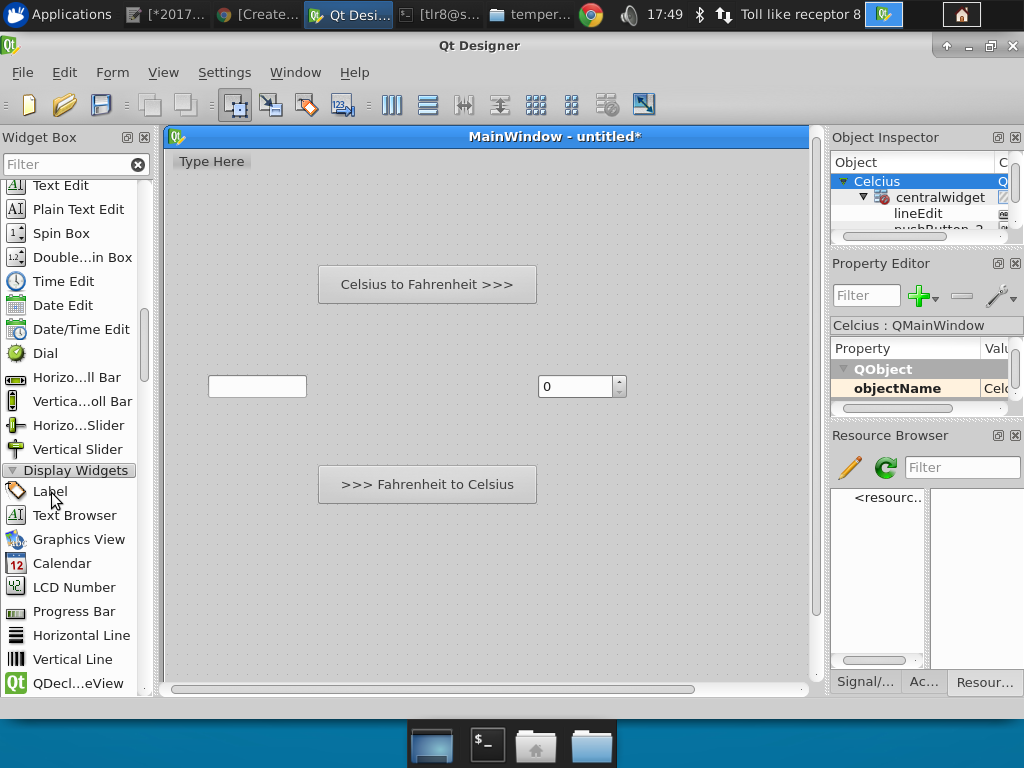 Applications
[*2017...
[Create...
Qt Desi...
[tlr8@s...
temper...
17:49
Toll like receptor 8
Qt Designer
File Edit Form View Settings Window Help
123
Widget Box
Filter
Text Edit
Plain Text Edit
Spin Box
Double...in Box
Time Edit
Date Edit
Date/Time Edit
Dial
Horizo...ll Bar
Vertica...oll Bar
Horizo...Slider
Vertical Slider
Display Widgets
Label
Text Browser
Graphics View
Calendar
LCD Number
Progress Bar
Horizontal Line
Vertical Line
QDecl...eView
MainWindow - untitled*
Type Here
Celsius to Fahrenheit >>>
0
>>> Fahrenheit to Celsius
Object Inspector
Object C
Celcius Q
centralwidget
lineEdit
pushButton_2
Property Editor
Filter
Celcius : QMainWindow
Property Valu
QObject
objectName Celc
Resource Browser
Filter
<resourc..
Signal/... Ac... Resour...